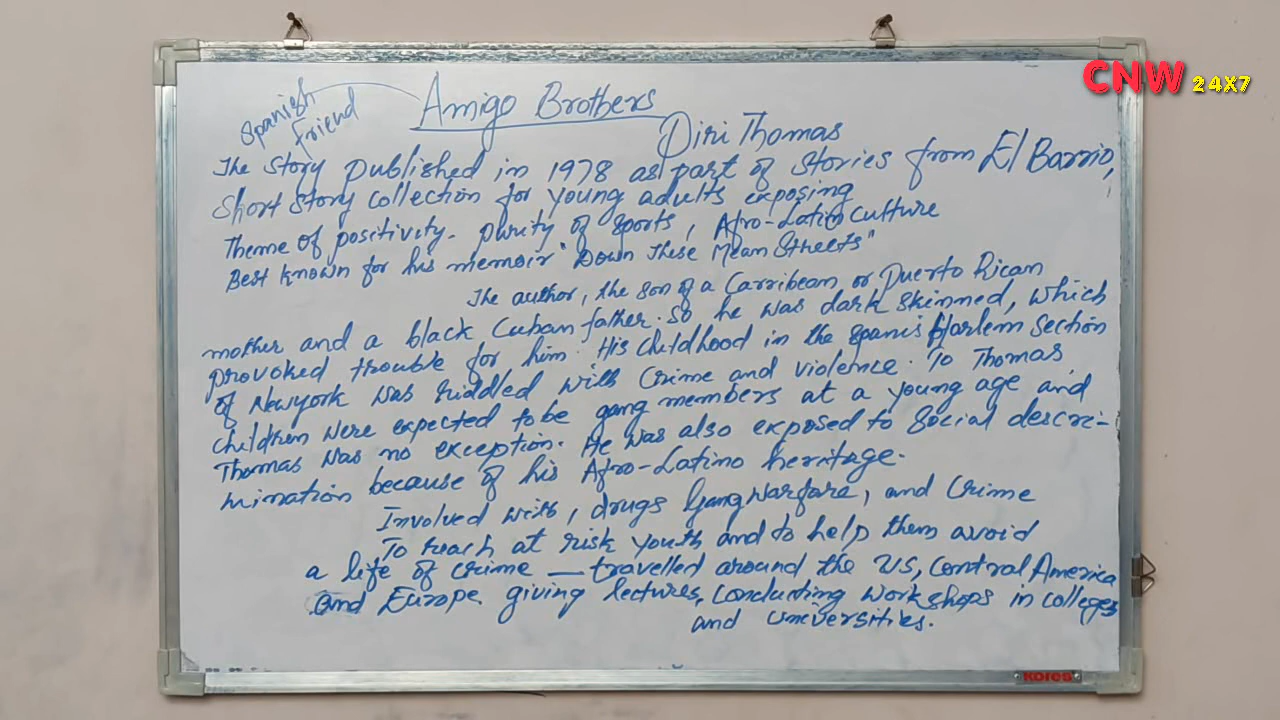 CNW 24X7
Spanish
friend
Amigo Brothers
Piri Thomas
The story published in 1978 as part of stories from El Barrio,
short story collection for young adults exposing
Theme of positivity - purity of sports, Afro-Latin culture
Best known for his memoir "Down These Mean Streets"
The author, the son of a Carribean or Puerto Rican
mother and a black Cuban father. So he was dark skinned, which
provoked trouble for him. His childhood in the spanis Harlem section
of Newyork was riddled with crime and violence. To Thomas,
children were expected to be gang members at a young age and
Thomas was no exception. He was also exposed to social descre-
mination because of his Afro-Latino heritage.
Involved with, drugs Gang warfare, and crime
To reach at risk youth and to help them avoid
a life of crime — travelled around the US, Central America
and Europe giving lectures, conducting workshops in colleges
and universities.
KORES